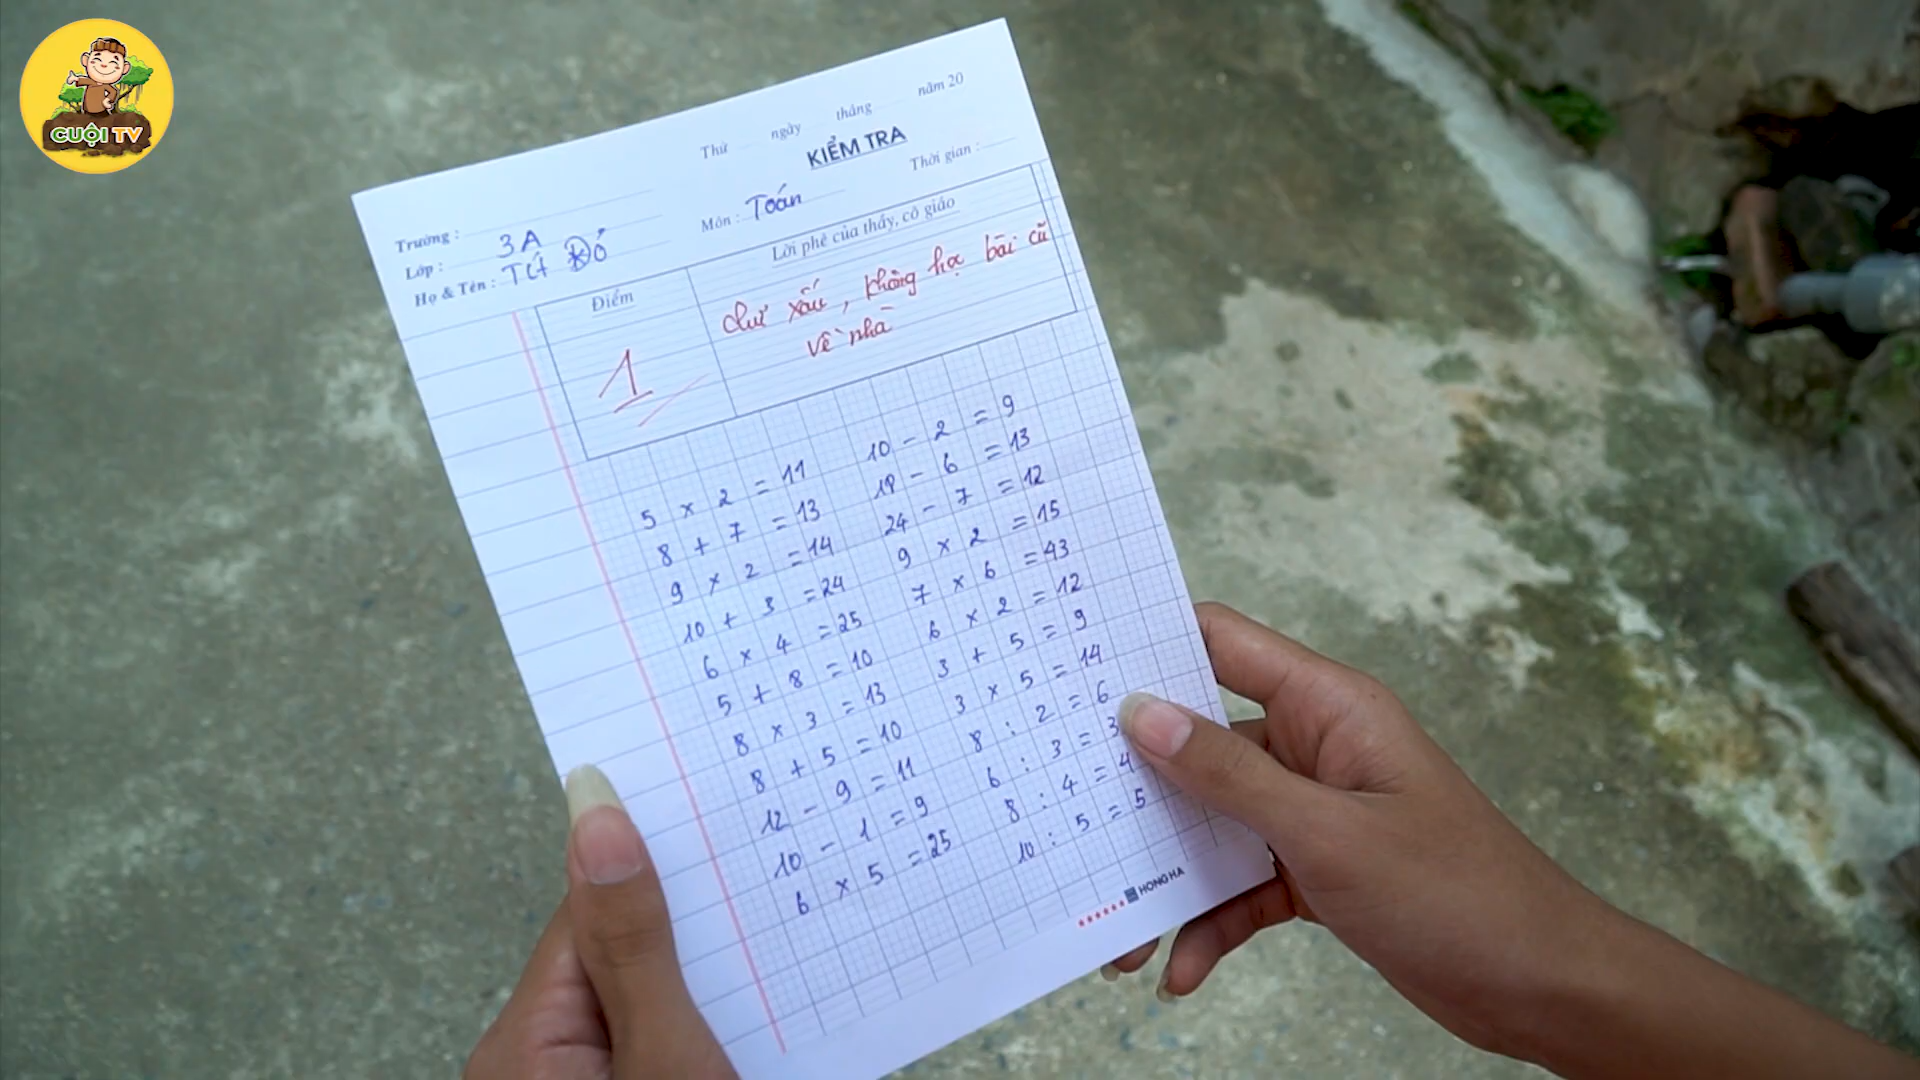 CUỘI TV
Thứ ngày tháng năm 20
KIỂM TRA
Trường :
Môn : Toán
Thời gian :
Lớp : 3A
Họ & Tên : Tít Đỏ
Điểm
Lời phê của thầy, cô giáo
1
chữ xấu, không học bài cũ
về nhà
5 x 2 = 11
8 + 7 = 13
9 x 2 = 14
10 + 3 = 24
6 x 4 = 25
5 + 8 = 10
8 x 3 = 13
8 + 5 = 10
12 - 9 = 11
10 - 1 = 9
6 x 5 = 25
10 - 2 = 9
19 - 6 = 13
24 - 7 = 12
9 x 2 = 15
7 x 6 = 43
6 x 2 = 12
3 + 5 = 9
3 x 5 = 14
8 : 2 = 6
6 : 3 = 3
8 : 4 = 4
10 : 5 = 5
HONG HA